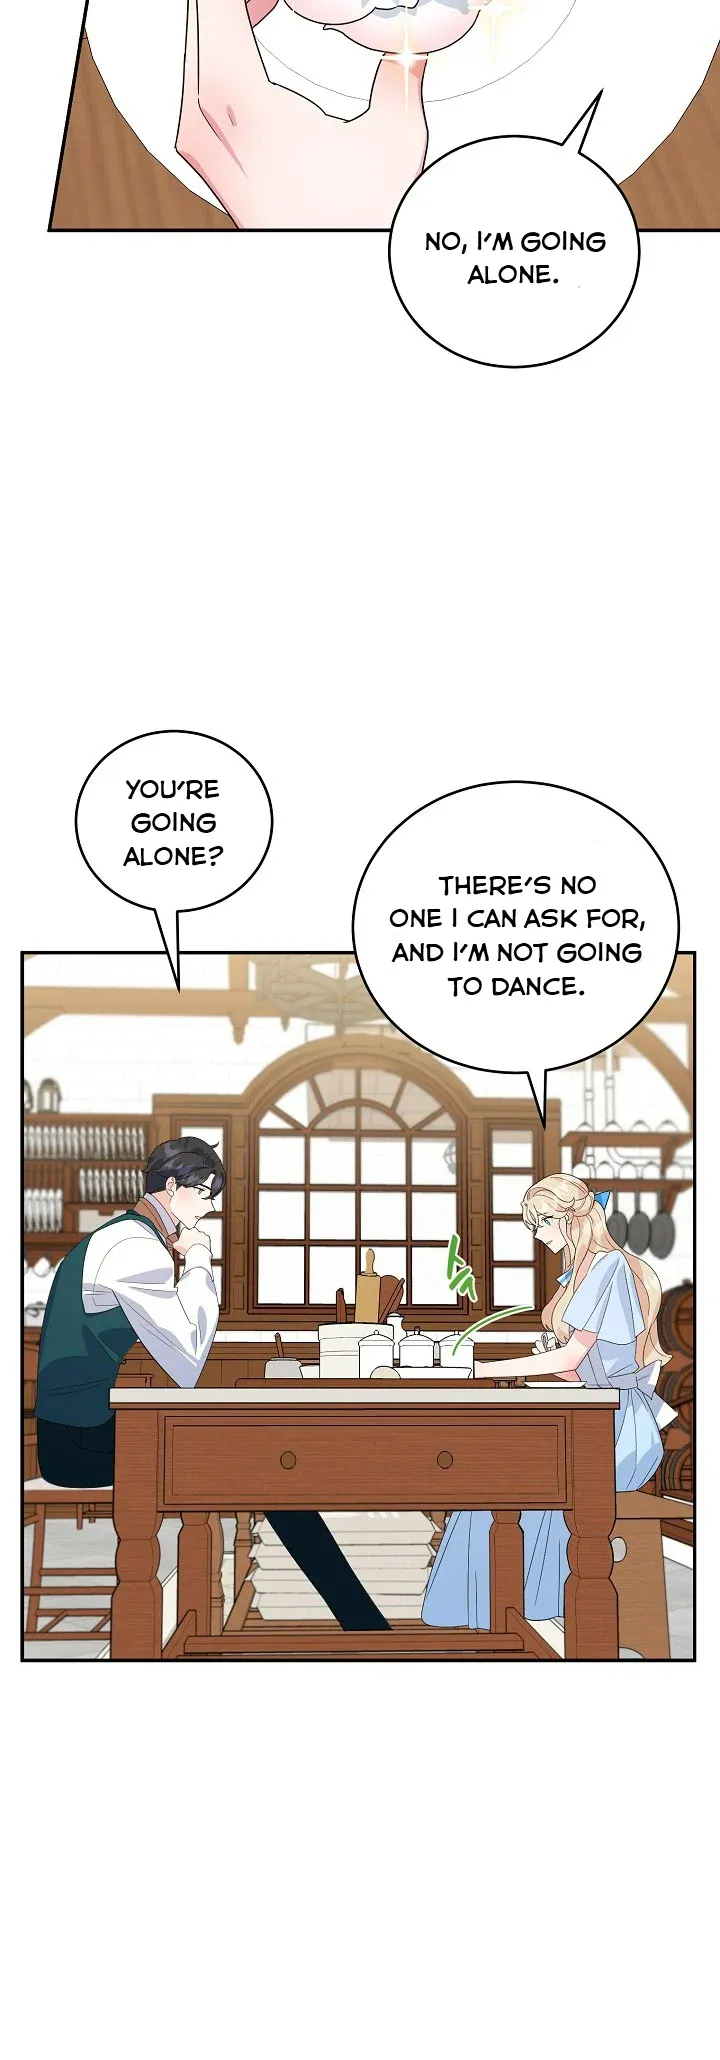 NO, I'M GOING
ALONE.
YOU'RE
GOING
ALONE?
THERE'S NO
ONE I CAN ASK FOR,
AND I'M NOT GOING
TO DANCE.